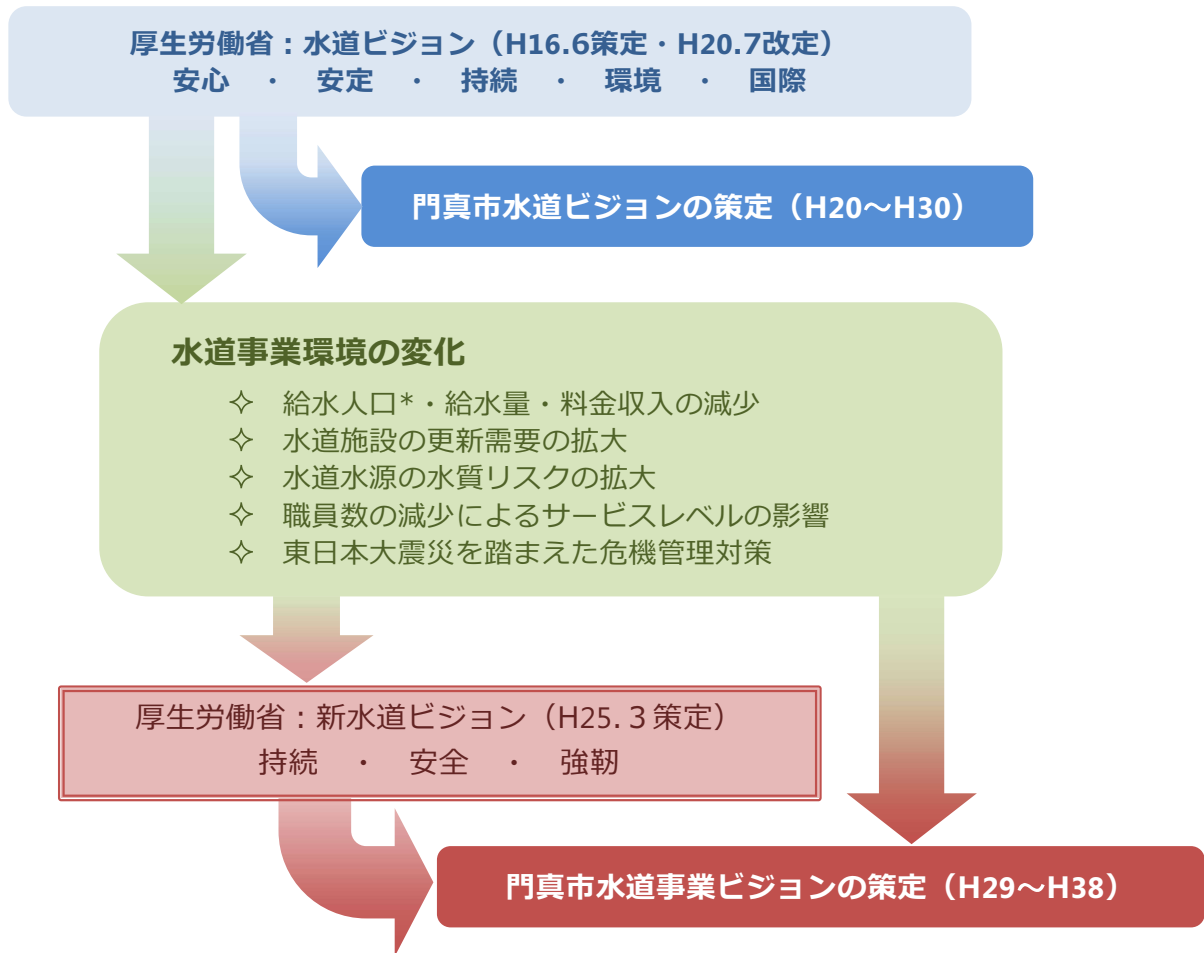 厚生労働省：水道ビジョン（H16.6策定・H20.7改定）
安心　・　安定　・　持続　・　環境　・　国際
門真市水道ビジョンの策定（H20～H30）
水道事業環境の変化
✧ 給水人口*・給水量・料金収入の減少
✧ 水道施設の更新需要の拡大
✧ 水道水源の水質リスクの拡大
✧ 職員数の減少によるサービスレベルの影響
✧ 東日本大震災を踏まえた危機管理対策
厚生労働省：新水道ビジョン（H25.３策定）
持続　・　安全　・　強靭
門真市水道事業ビジョンの策定（H29～H38）